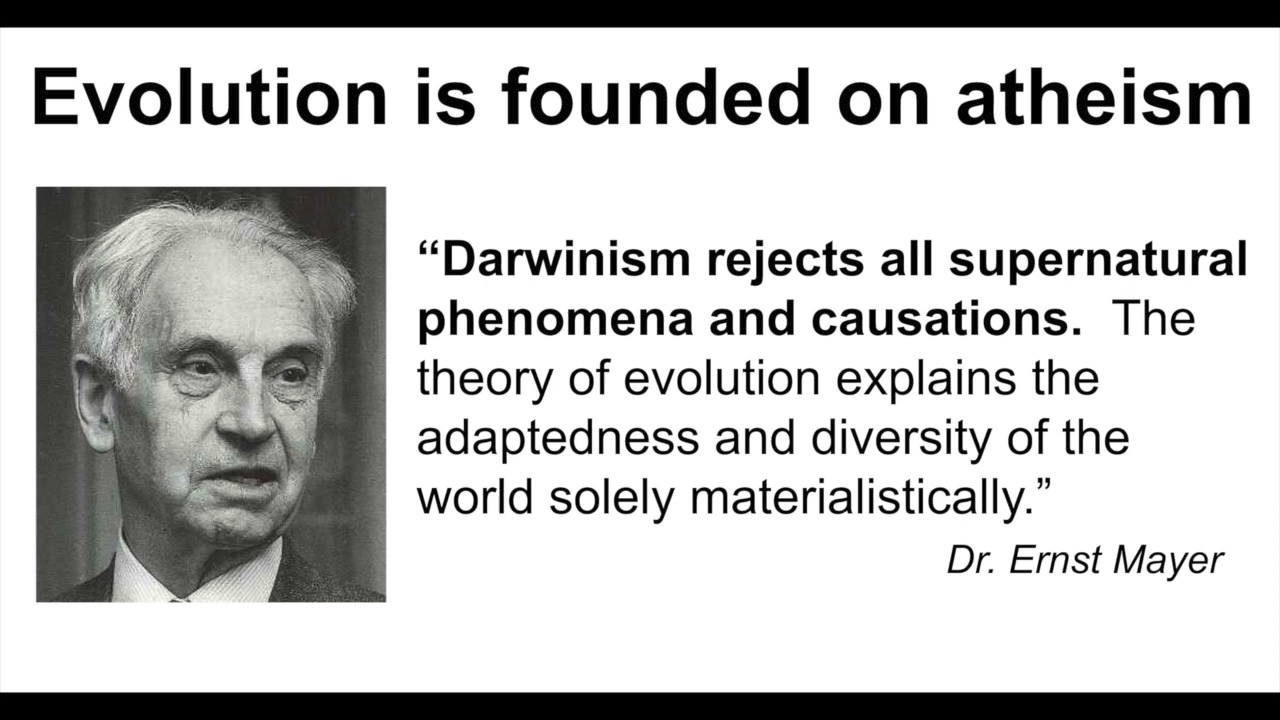 Evolution is founded on atheism
“Darwinism rejects all supernatural
phenomena and causations. The
theory of evolution explains the
adaptedness and diversity of the
world solely materialistically.”
Dr. Ernst Mayer